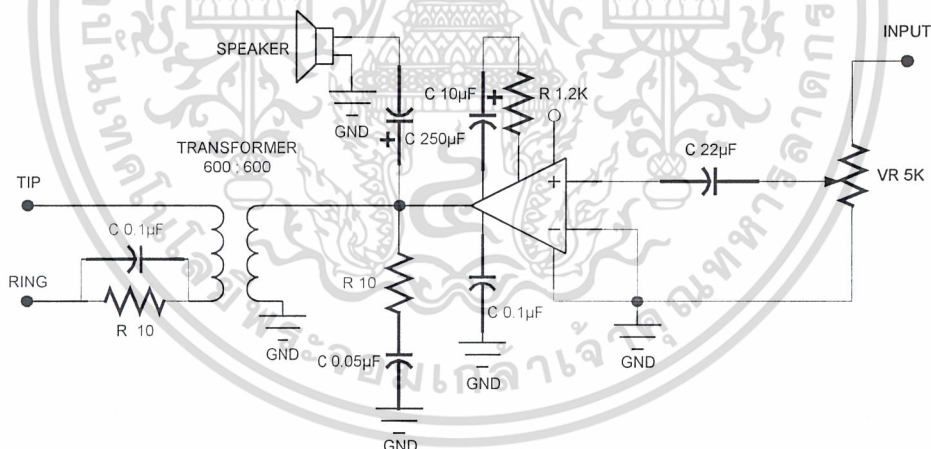 INPUT
SPEAKER
C 10µF
+
R 1.2K
GND
+
C 250µF
TRANSFORMER
600 : 600
C 22µF
+
VR 5K
TIP
C 0.1µF
-
R 10
RING
C 0.1µF
R 10
GND
C 0.05µF
GND
GND
GND